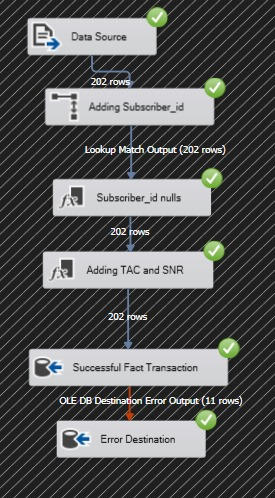 Data Source
202 rows
Adding Subscriber_id
Lookup Match Output (202 rows)
Subscriber_id nulls
202 rows
Adding TAC and SNR
202 rows
Successful Fact Transaction
OLE DB Destination Error Output (11 rows)
Error Destination